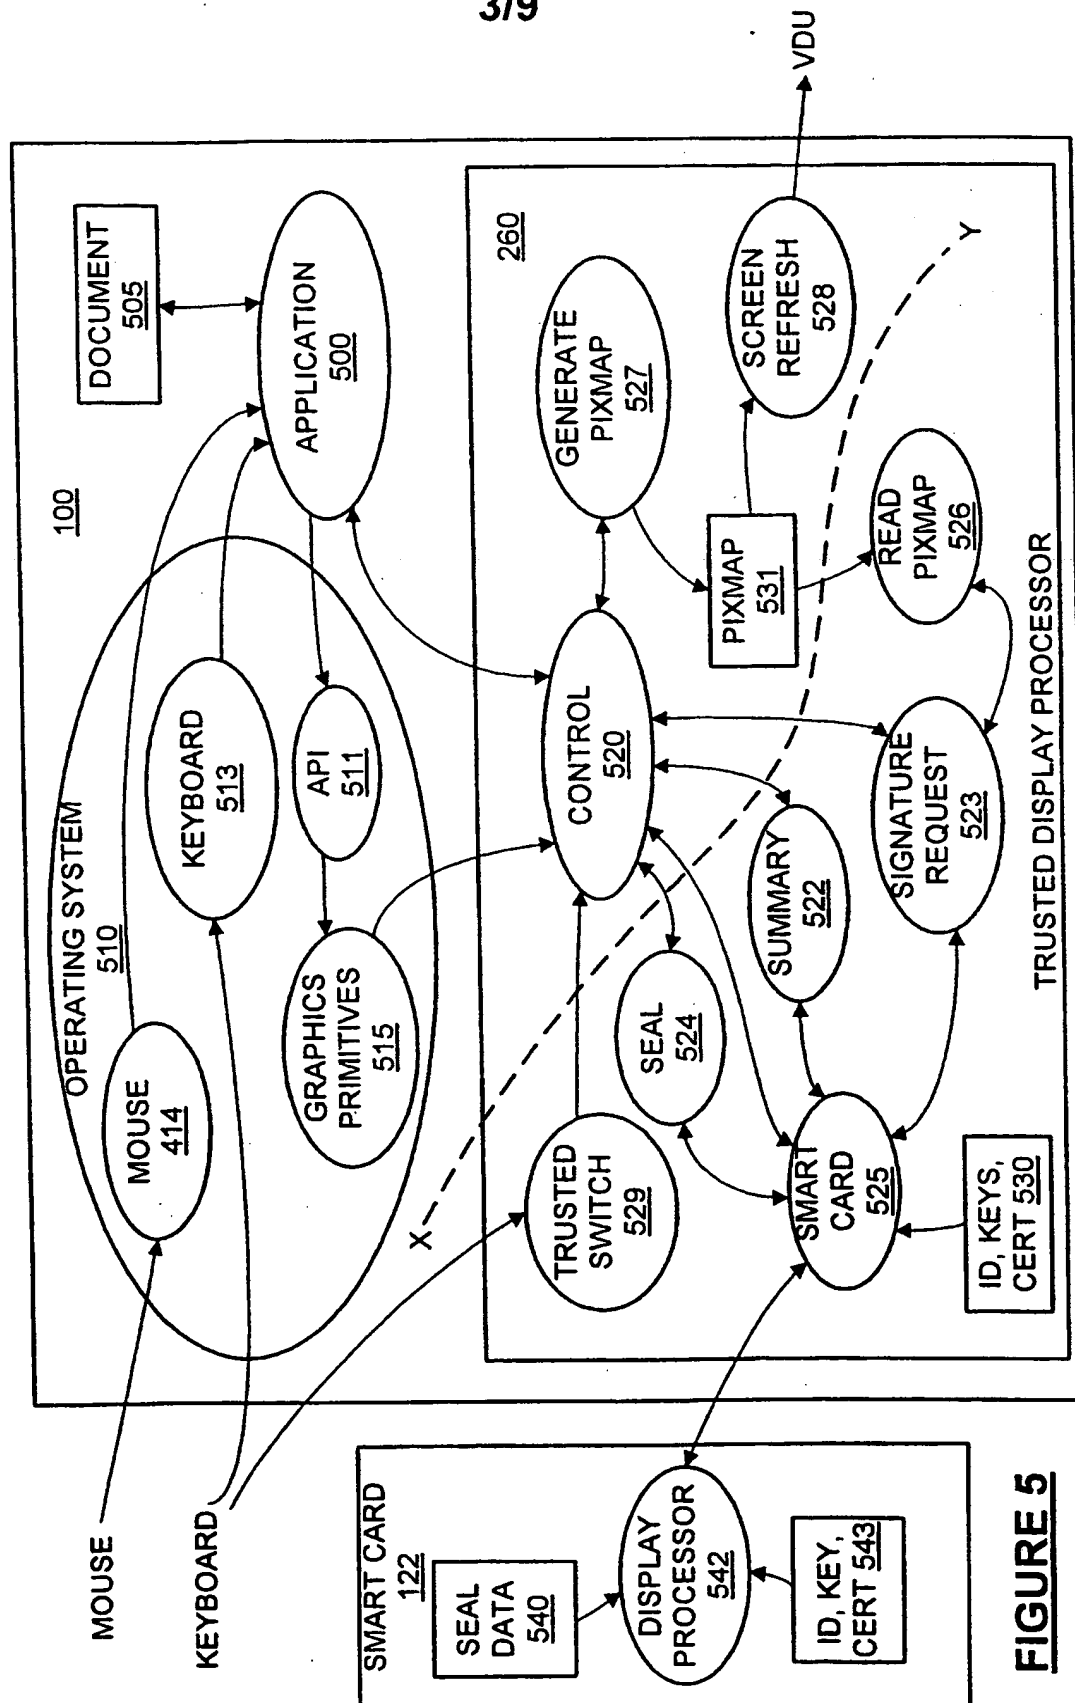 3/9
100
OPERATING SYSTEM
510
MOUSE
414
KEYBOARD
513
API
511
GRAPHICS
PRIMITIVES
515
DOCUMENT
505
APPLICATION
500
MOUSE
KEYBOARD
X
Y
260
TRUSTED
SWITCH
529
CONTROL
520
GENERATE
PIXMAP
527
SEAL
524
SUMMARY
522
PIXMAP
531
SCREEN
REFRESH
528
VDU
SMART
CARD
525
SIGNATURE
REQUEST
523
READ
PIXMAP
526
ID, KEYS,
CERT 530
TRUSTED DISPLAY PROCESSOR
SMART CARD
122
SEAL
DATA
540
DISPLAY
PROCESSOR
542
ID, KEY,
CERT 543
FIGURE 5